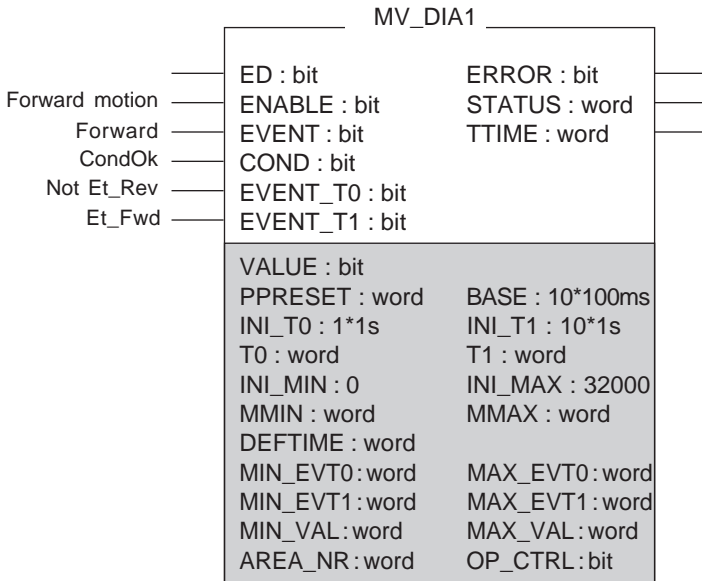 MV_DIA1
ED : bit ERROR : bit
Forward motion ENABLE : bit STATUS : word
Forward EVENT : bit TTIME : word
CondOk COND : bit
Not Et_Rev EVENT_T0 : bit
Et_Fwd EVENT_T1 : bit
VALUE : bit
PPRESET : word BASE : 10*100ms
INI_T0 : 1*1s INI_T1 : 10*1s
T0 : word T1 : word
INI_MIN : 0 INI_MAX : 32000
MMIN : word MMAX : word
DEFTIME : word
MIN_EVT0 : word MAX_EVT0 : word
MIN_EVT1 : word MAX_EVT1 : word
MIN_VAL : word MAX_VAL : word
AREA_NR : word OP_CTRL : bit